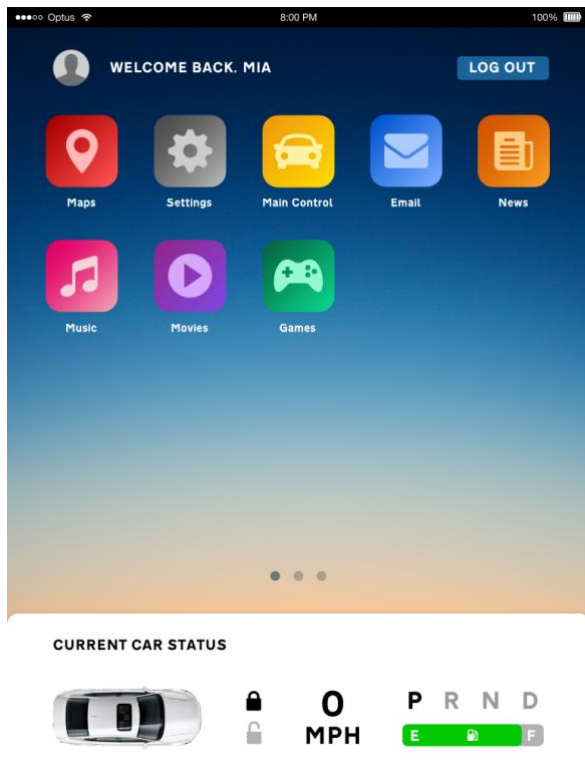 Optus 8:00 PM 100%
WELCOME BACK. MIA LOG OUT
Maps Settings Main Control Email News
Music Movies Games
CURRENT CAR STATUS
0 P R N D
MPH E F